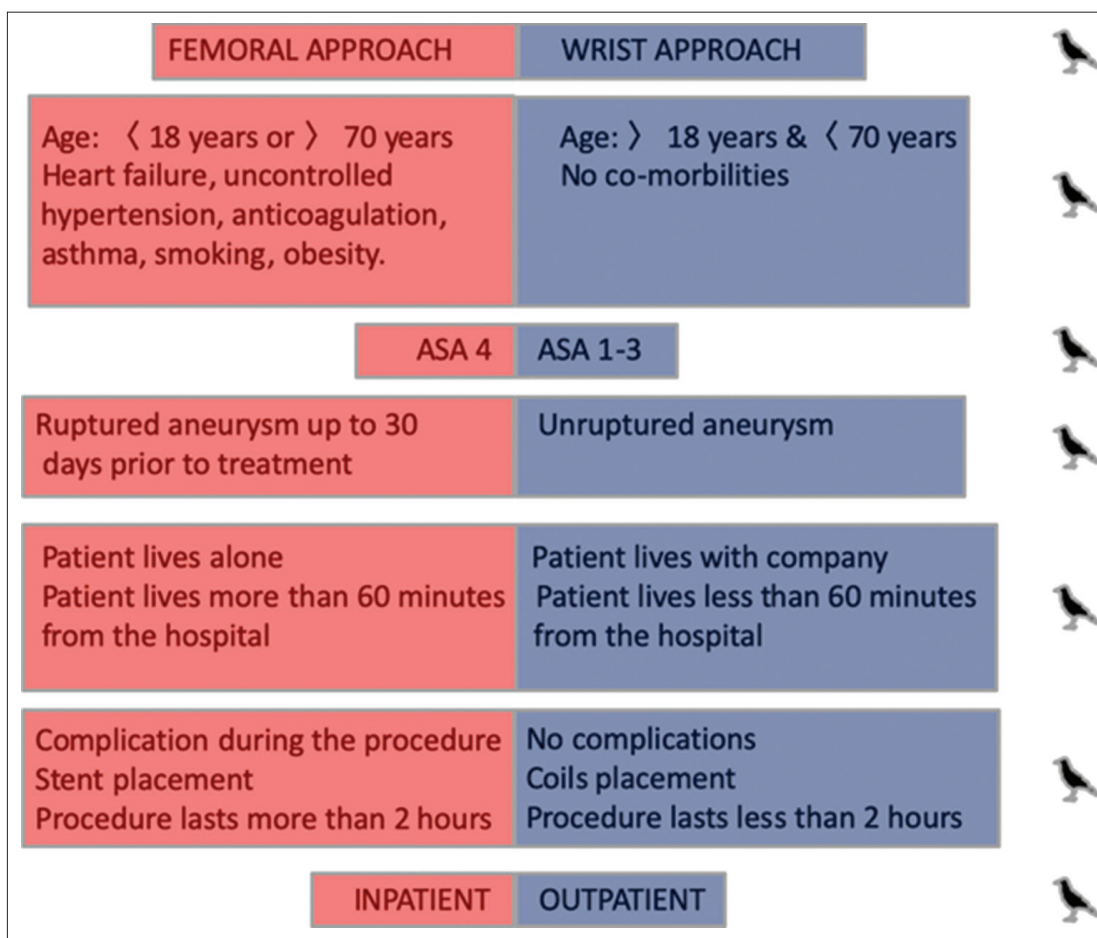 FEMORAL APPROACH WRIST APPROACH
Age: 〈 18 years or 〉 70 years
Heart failure, uncontrolled
hypertension, anticoagulation,
asthma, smoking, obesity.
Age: 〉 18 years & 〈 70 years
No co-morbilities
ASA 4 ASA 1-3
Ruptured aneurysm up to 30
days prior to treatment
Unruptured aneurysm
Patient lives alone
Patient lives more than 60 minutes
from the hospital
Patient lives with company
Patient lives less than 60 minutes
from the hospital
Complication during the procedure
Stent placement
Procedure lasts more than 2 hours
No complications
Coils placement
Procedure lasts less than 2 hours
INPATIENT OUTPATIENT